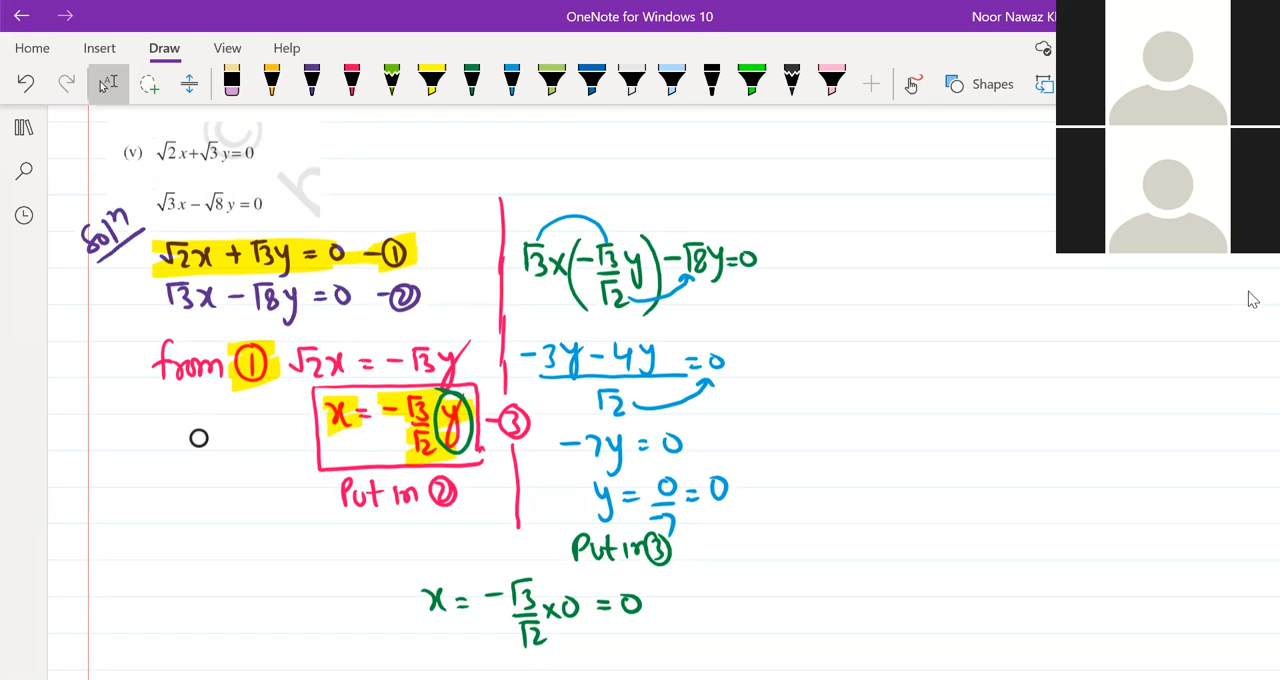 OneNote for Windows 10
Noor Nawaz Kh
Home Insert Draw View Help
Shapes
(v) √2x+√3y=0
√3x − √8y = 0
Soln
√2x + √3y = 0 —①
√3x − √8y = 0 —②
from ① √2x = −√3y
x = −√3/√2 y —③
Put in ②
√3x(−√3/√2 y) − √8y = 0
−3y − 4y/√2 = 0
−7y = 0
y = 0/−7 = 0
Put in ③
x = −√3/√2 × 0 = 0